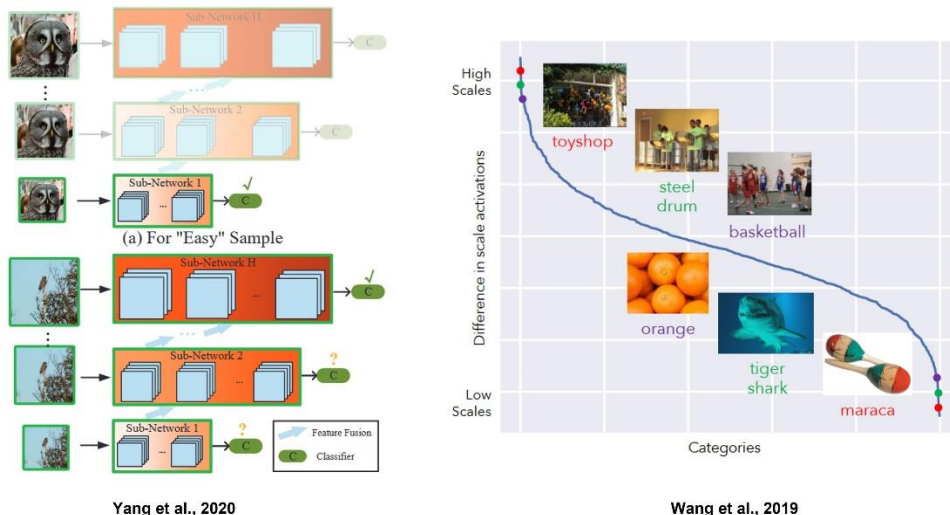 Sub-Network H
...
C
Sub-Network 2
...
C
Sub-Network 1
...
C
(a) For "Easy" Sample
Sub-Network H
...
C
Sub-Network 2
...
?
C
Sub-Network 1
...
?
C
Feature Fusion
C Classifier
Yang et al., 2020
High
Scales
Difference in scale activations
Low
Scales
toyshop
steel
drum
basketball
orange
tiger
shark
maraca
Categories
Wang et al., 2019